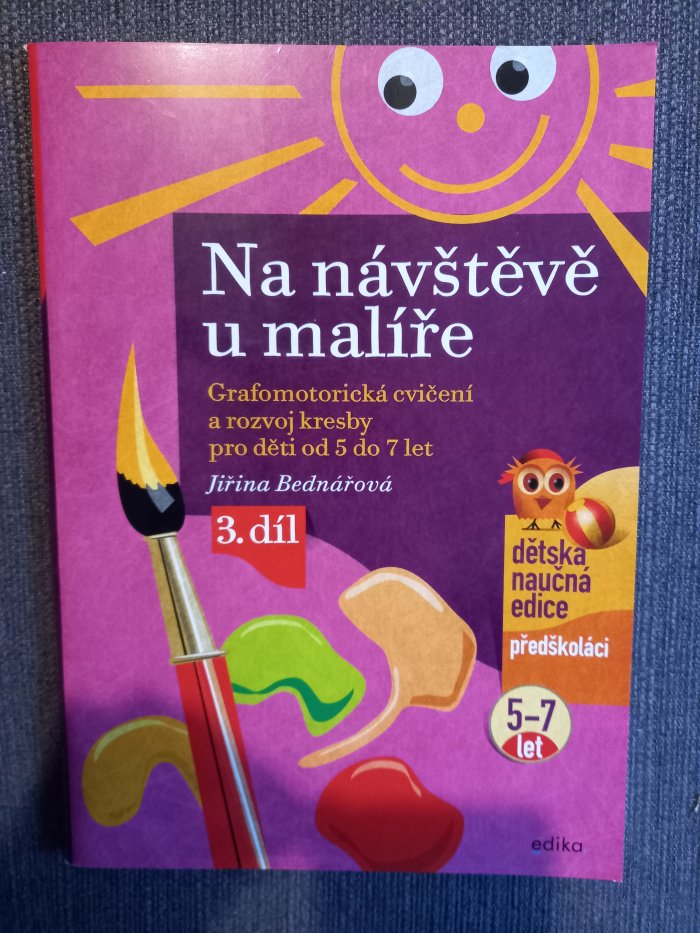 Na návštěvě
u malíře
Grafomotorická cvičení
a rozvoj kresby
pro děti od 5 do 7 let
Jiřina Bednářová
3. díl
dětská
naučná
edice
předškoláci
5–7
let
edika